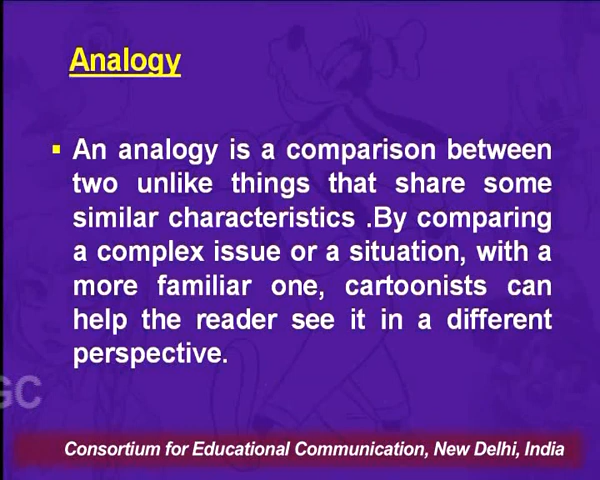 Analogy
▪ An analogy is a comparison between
two unlike things that share some
similar characteristics .By comparing
a complex issue or a situation, with a
more familiar one, cartoonists can
help the reader see it in a different
perspective.
GC
Consortium for Educational Communication, New Delhi, India